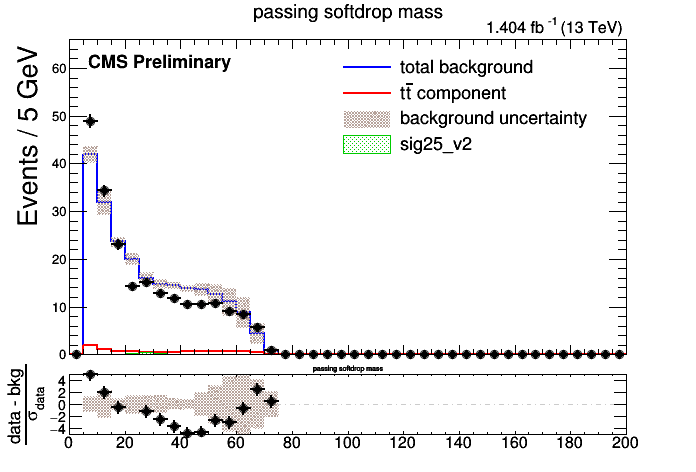 passing softdrop mass
1.404 fb -1 (13 TeV)
CMS Preliminary
total background
tt̄ component
background uncertainty
sig25_v2
Events / 5 GeV
60
50
40
30
20
10
0
passing softdrop mass
data - bkg
σdata
4
2
0
−2
−4
0 20 40 60 80 100 120 140 160 180 200